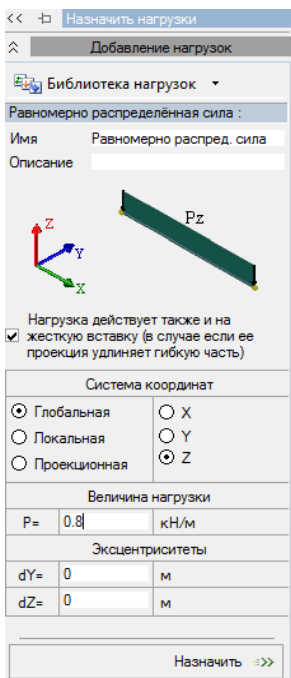 << Назначить нагрузки
Добавление нагрузок
Библиотека нагрузок
Равномерно распределённая сила :
Имя Равномерно распред. сила
Описание
Z
Y
X
Pz
Нагрузка действует также и на
жесткую вставку (в случае если ее
проекция удлиняет гибкую часть)
Система координат
Глобальная X
Локальная Y
Проекционная Z
Величина нагрузки
P= 0.8 кН/м
Эксцентриситеты
dY= 0 м
dZ= 0 м
Назначить =>>